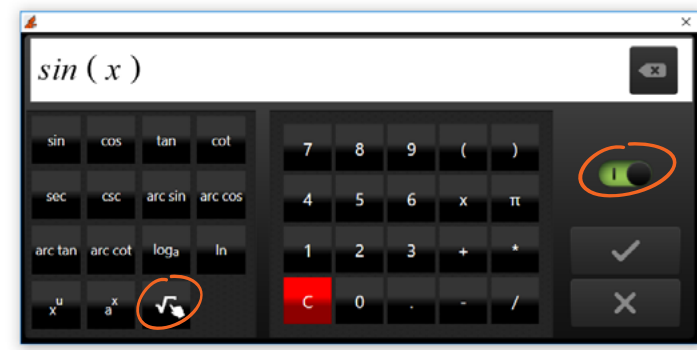 sin ( x )
sin cos tan cot
sec csc arc sin arc cos
arc tan arc cot logₐ ln
xᵘ aˣ √
7 8 9 ( )
4 5 6 x π
1 2 3 + *
C 0 . - /
I